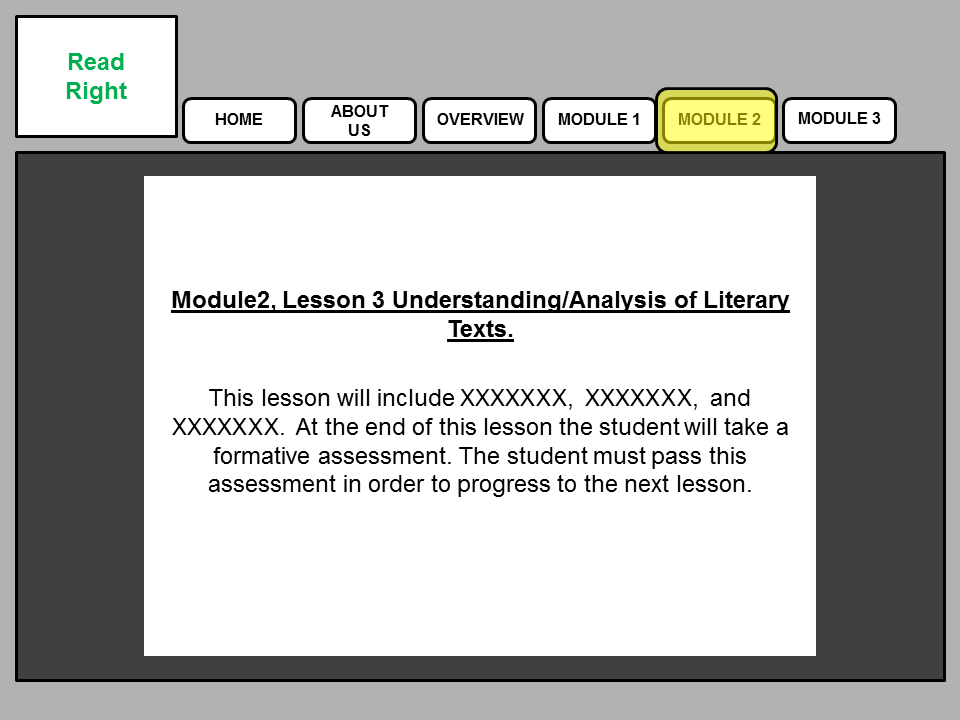 Read
Right
HOME
ABOUT
US
OVERVIEW
MODULE 1
MODULE 2
MODULE 3
Module2, Lesson 3 Understanding/Analysis of Literary
Texts.
This lesson will include XXXXXXX,  XXXXXXX,  and
XXXXXXX.  At the end of this lesson the student will take a
formative assessment. The student must pass this
assessment in order to progress to the next lesson.